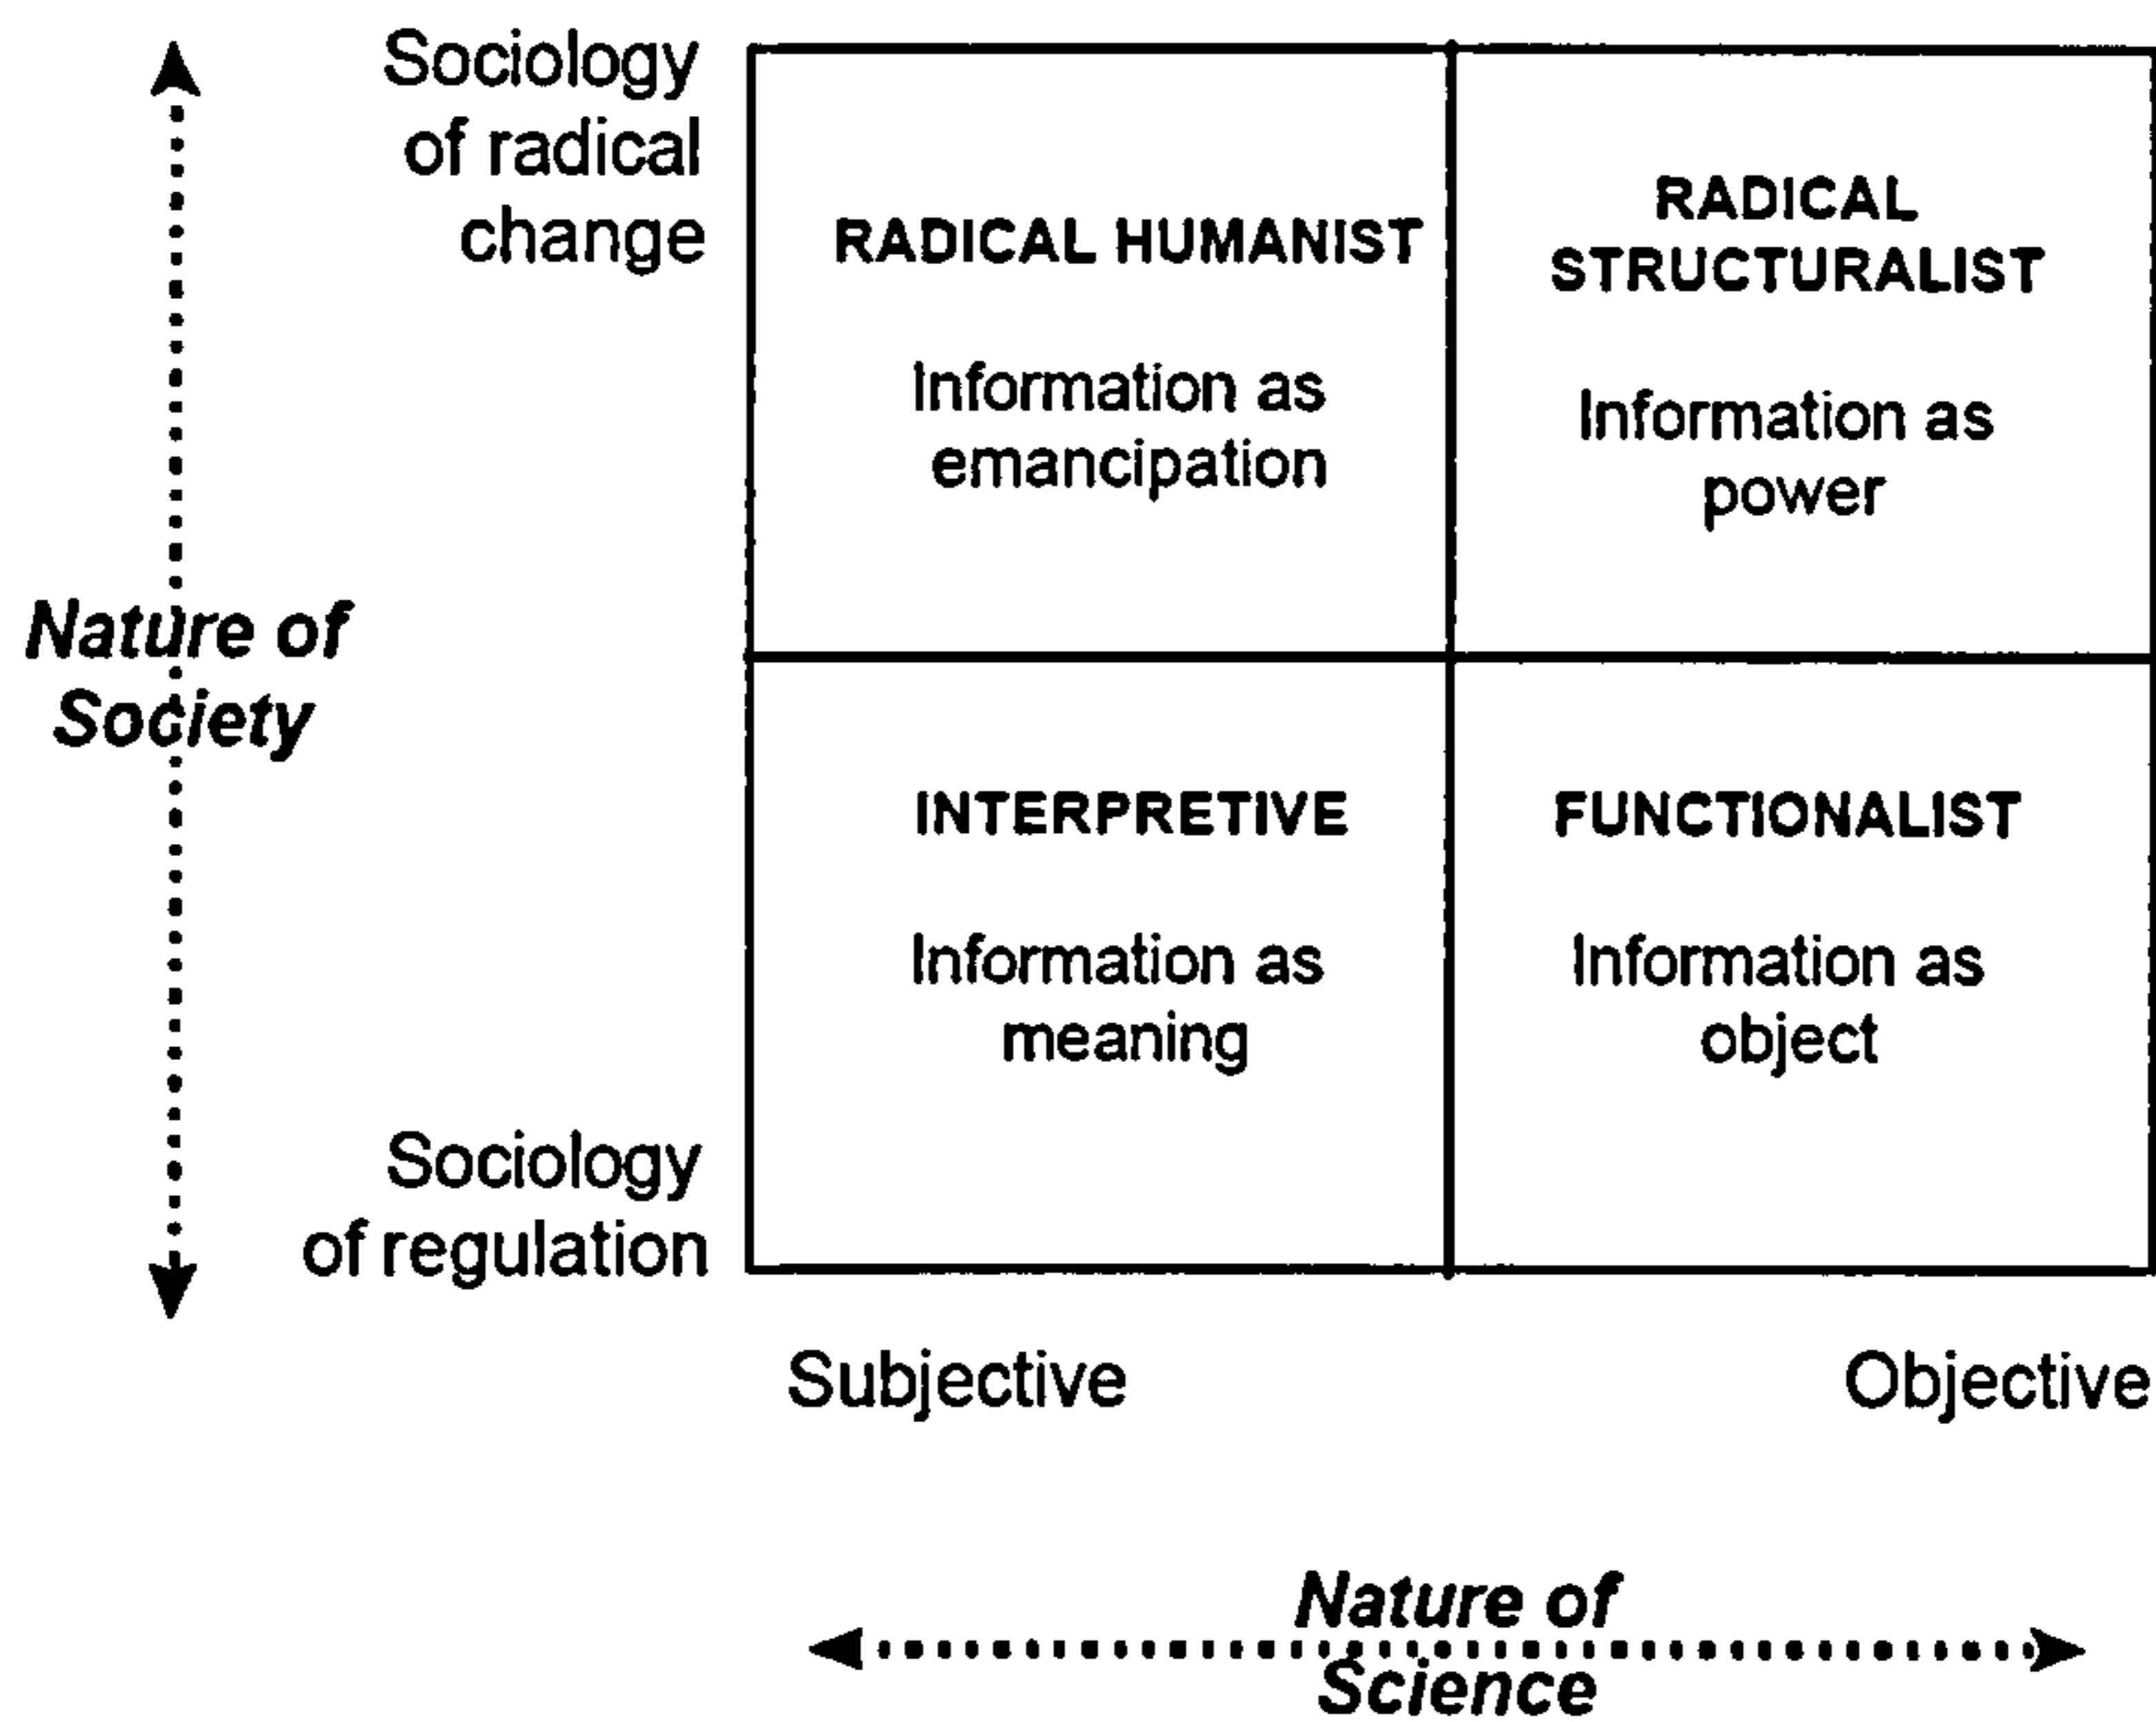 Sociology
of radical
change
RADICAL HUMANIST
Information as
emancipation
RADICAL
STRUCTURALIST
Information as
power
Nature of
Society
INTERPRETIVE
Information as
meaning
FUNCTIONALIST
Information as
object
Sociology
of regulation
Subjective
Objective
Nature of
Science